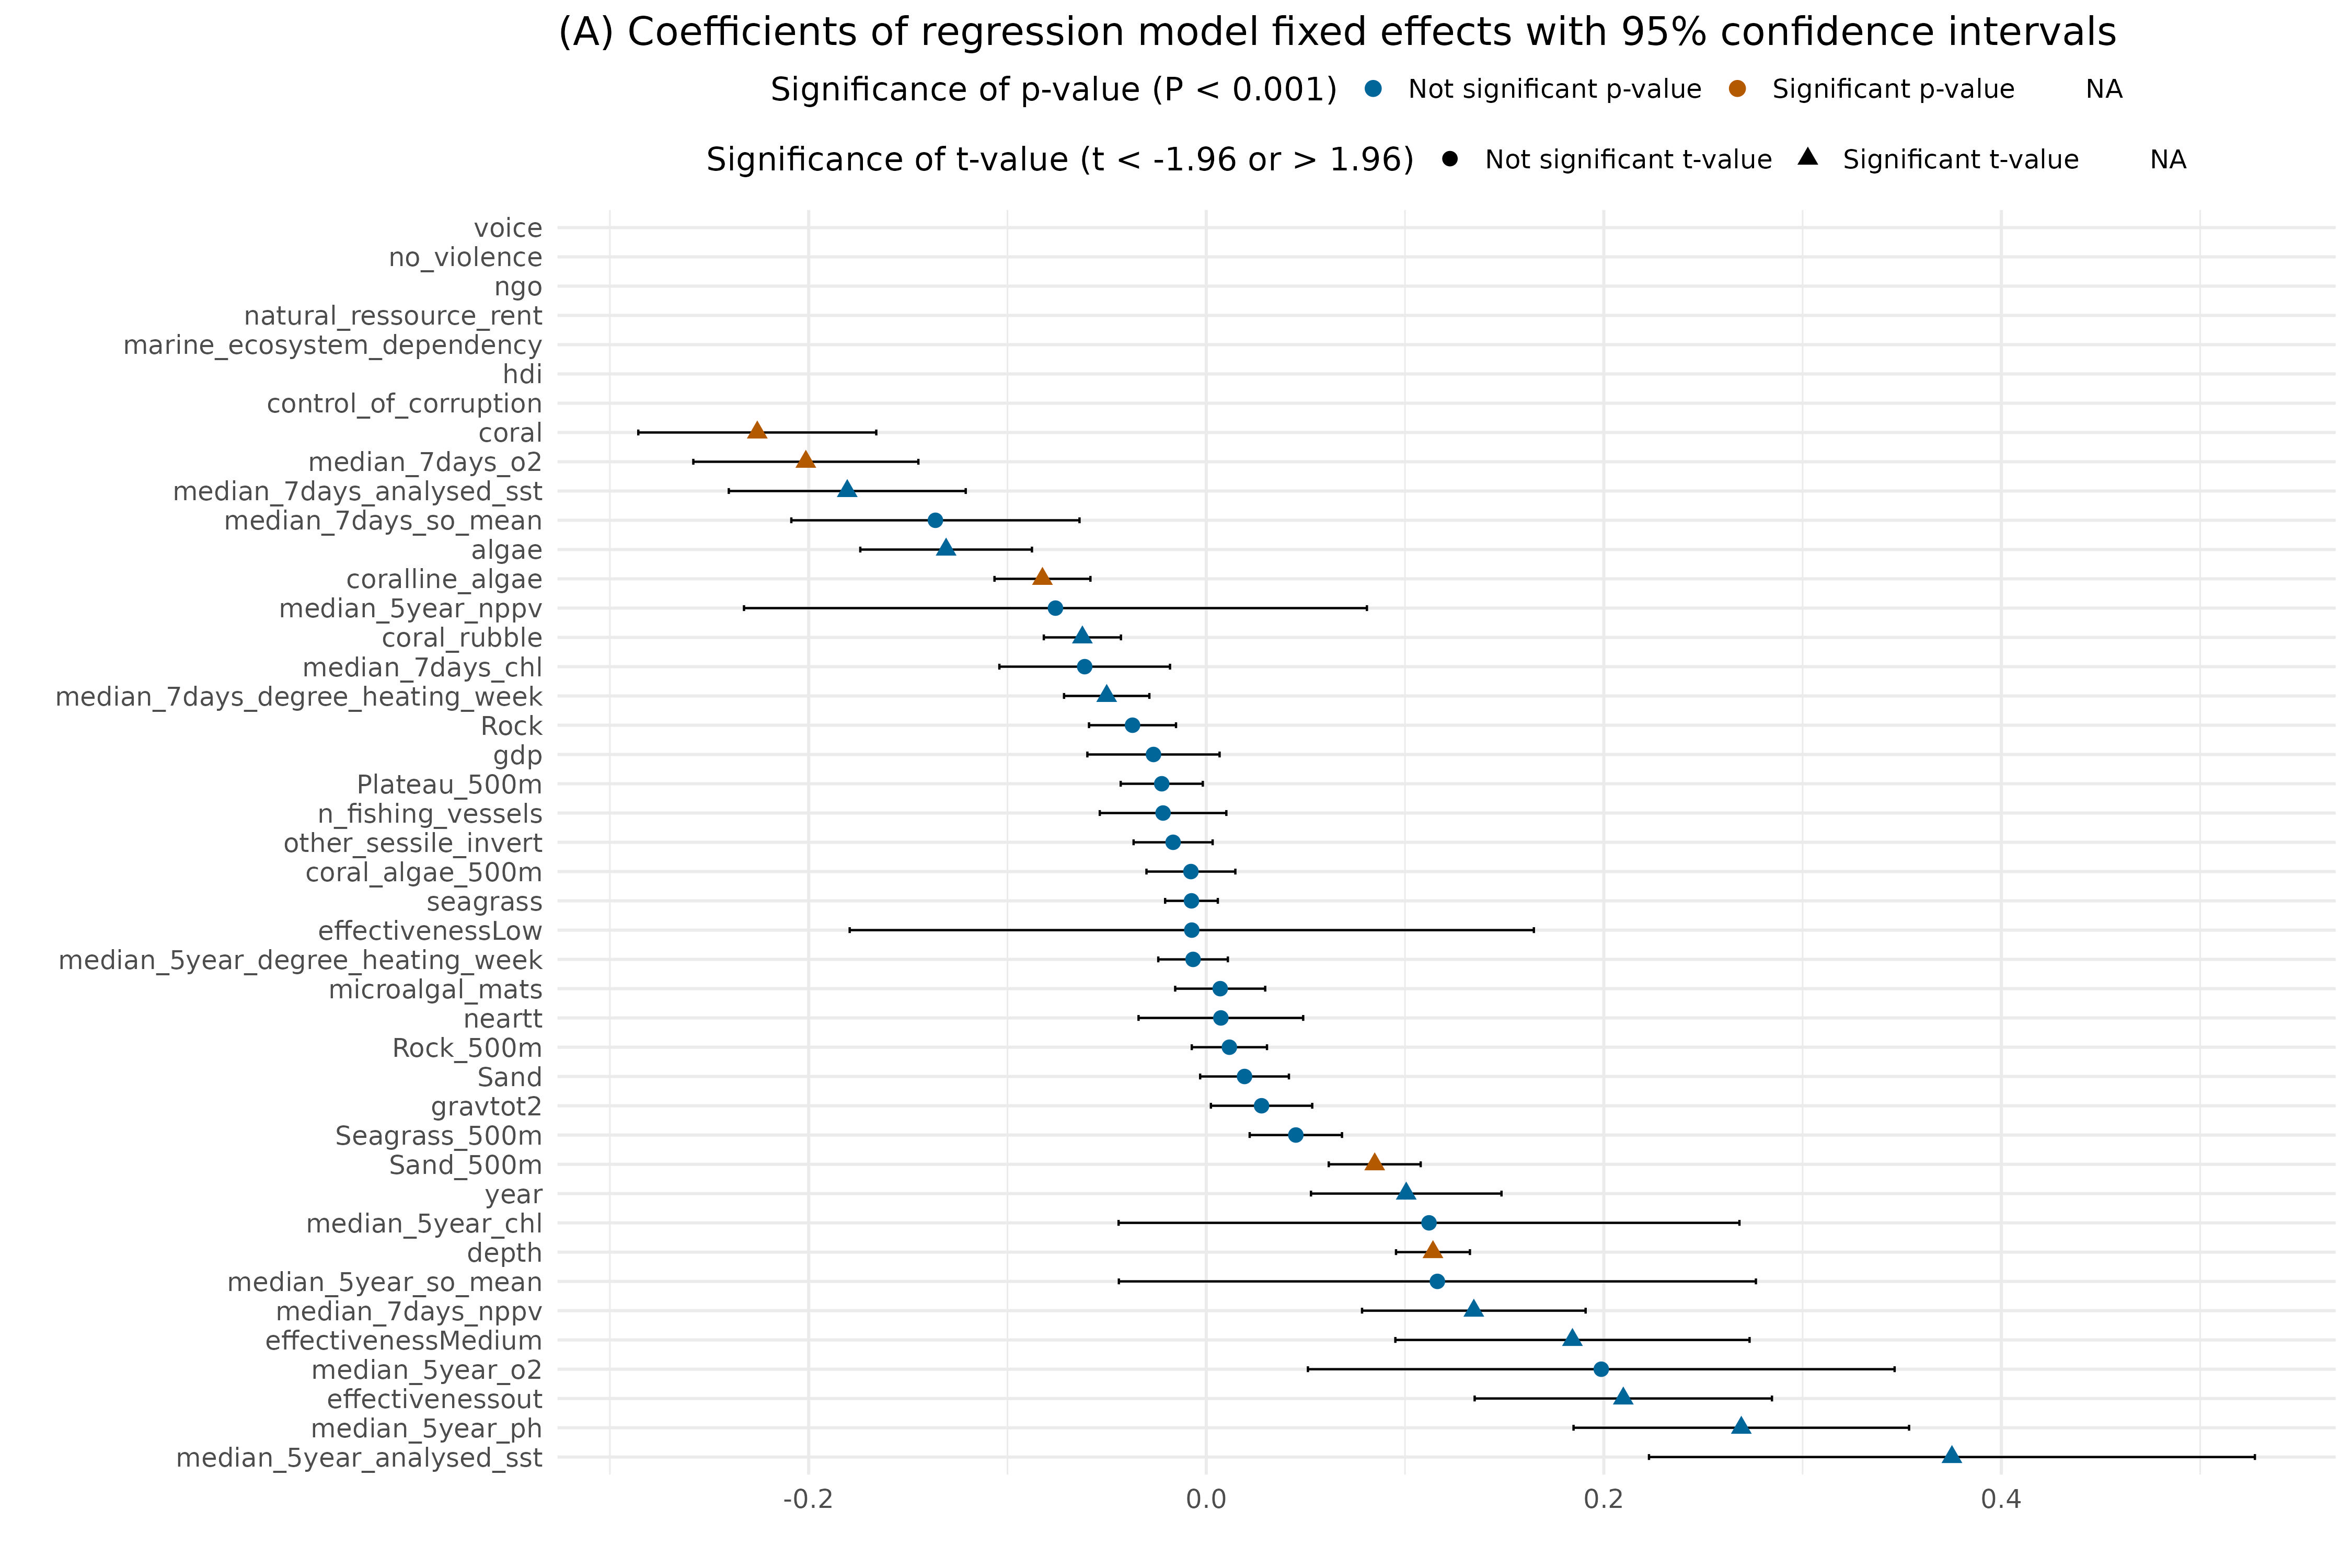 (A) Coefficients of regression model fixed effects with 95% confidence intervals
Significance of p-value (P < 0.001) Not significant p-value Significant p-value NA
Significance of t-value (t < -1.96 or > 1.96) Not significant t-value Significant t-value NA
voice
no_violence
ngo
natural_ressource_rent
marine_ecosystem_dependency
hdi
control_of_corruption
coral
median_7days_o2
median_7days_analysed_sst
median_7days_so_mean
algae
coralline_algae
median_5year_nppv
coral_rubble
median_7days_chl
median_7days_degree_heating_week
Rock
gdp
Plateau_500m
n_fishing_vessels
other_sessile_invert
coral_algae_500m
seagrass
effectivenessLow
median_5year_degree_heating_week
microalgal_mats
neartt
Rock_500m
Sand
gravtot2
Seagrass_500m
Sand_500m
year
median_5year_chl
depth
median_5year_so_mean
median_7days_nppv
effectivenessMedium
median_5year_o2
effectivenessout
median_5year_ph
median_5year_analysed_sst
-0.2 0.0 0.2 0.4